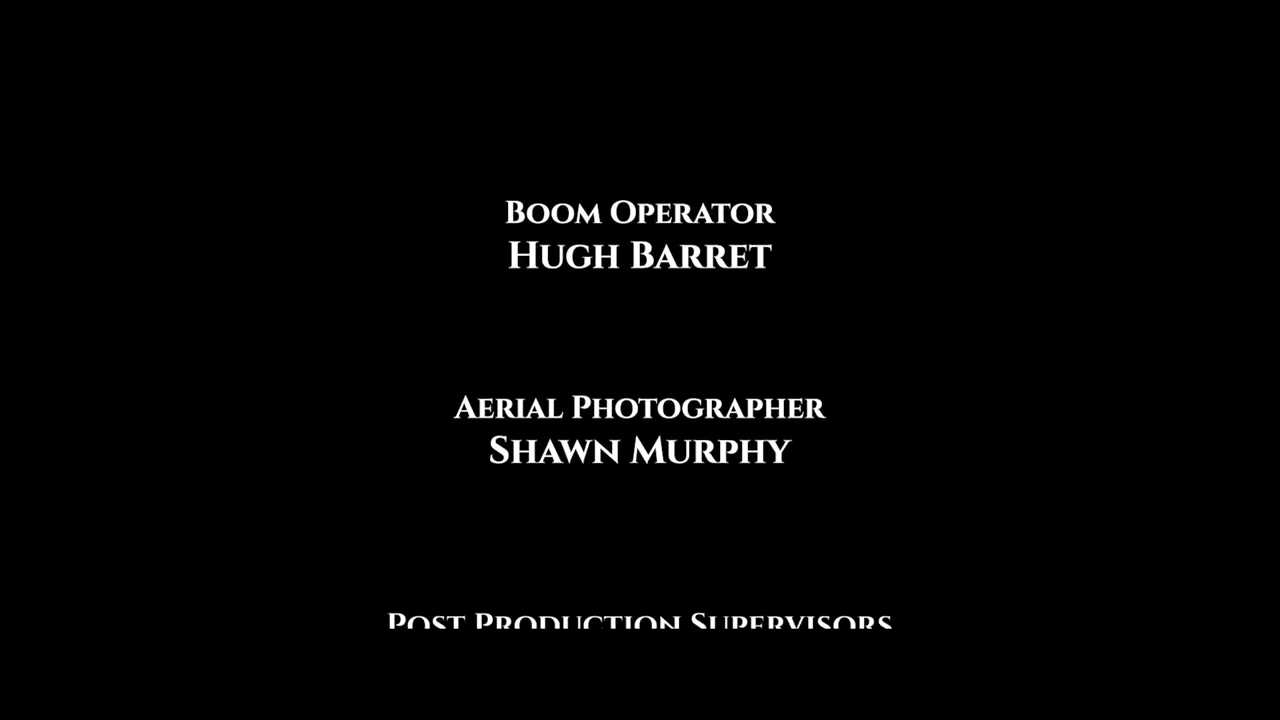 Boom Operator
Hugh Barret
Aerial Photographer
Shawn Murphy
Post Production Supervisors